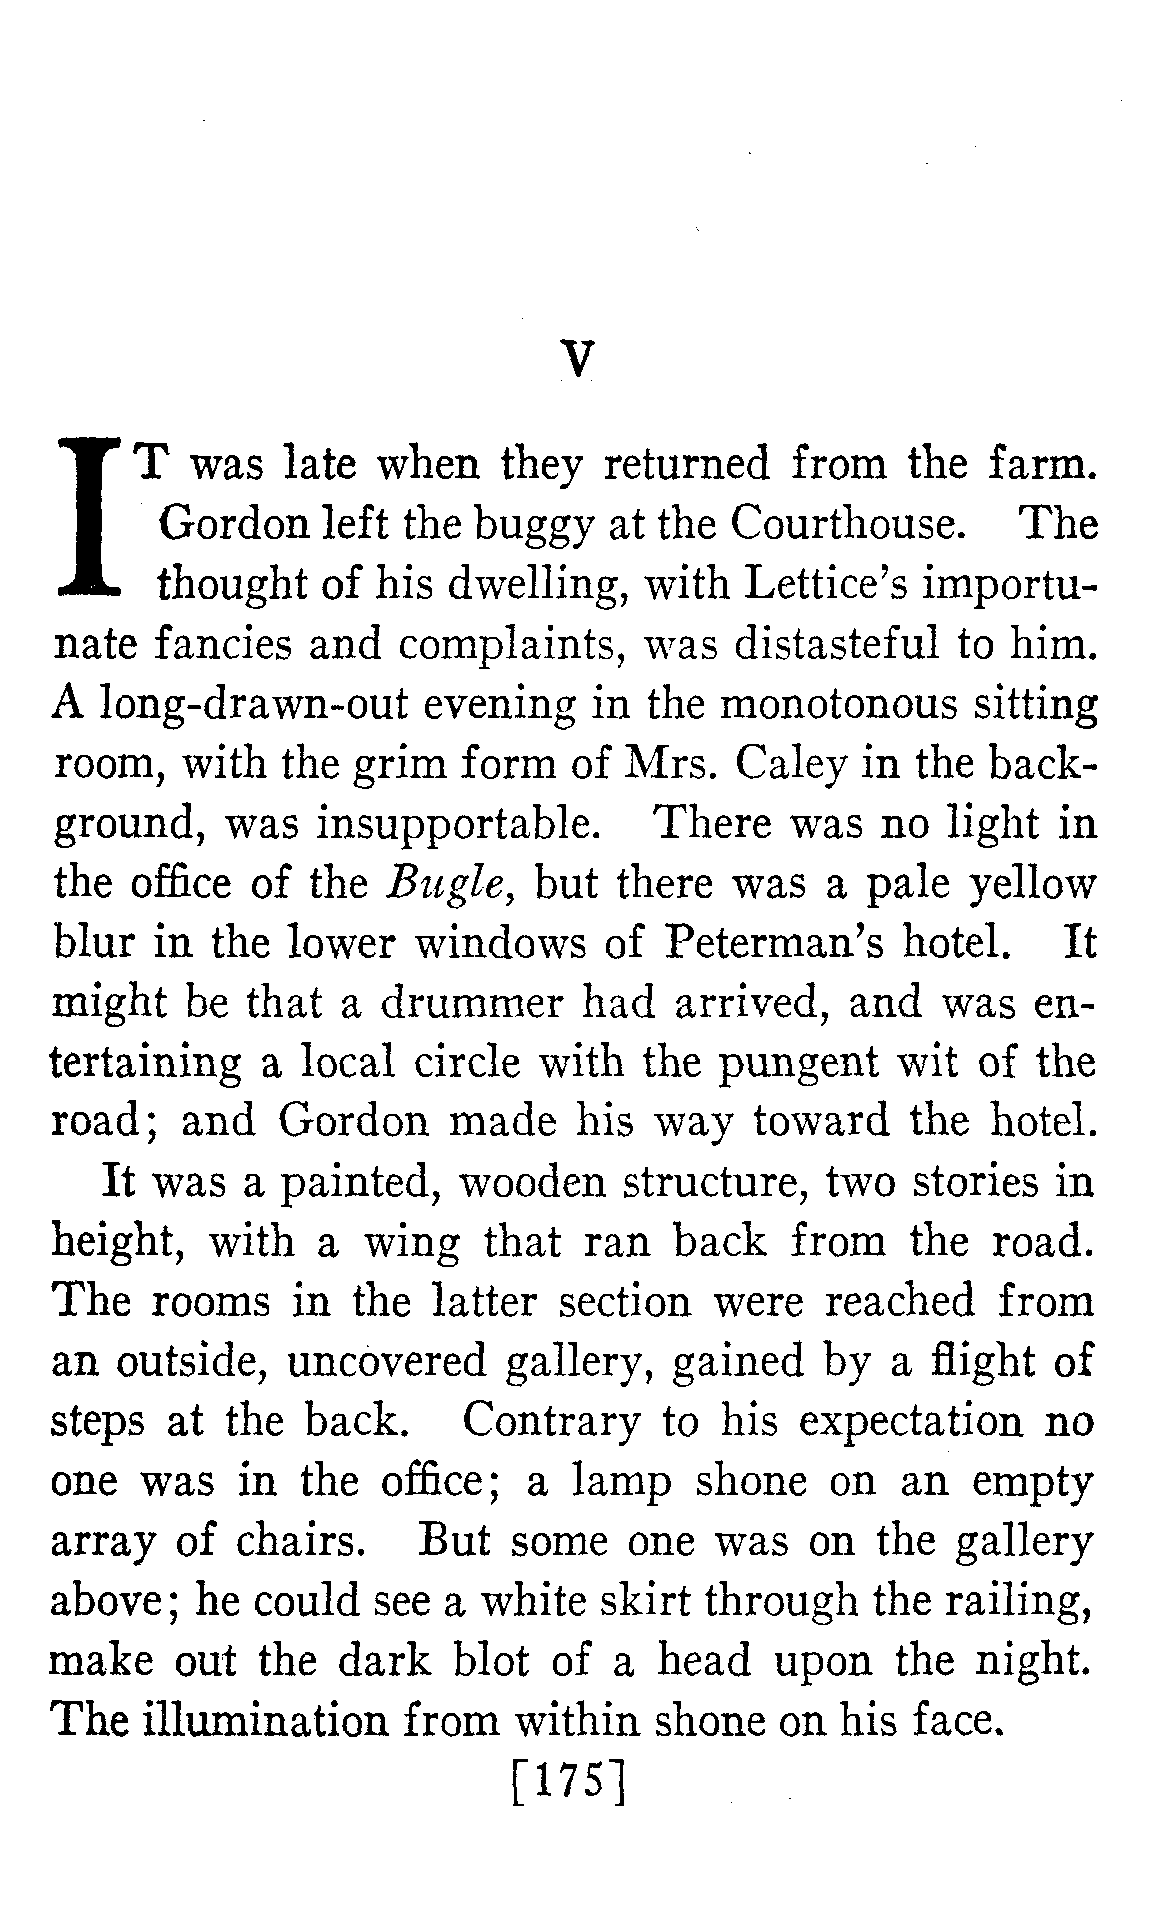 V
IT was late when they returned from the farm.
Gordon left the buggy at the Courthouse. The
thought of his dwelling, with Lettice's importu-
nate fancies and complaints, was distasteful to him.
A long-drawn-out evening in the monotonous sitting
room, with the grim form of Mrs. Caley in the back-
ground, was insupportable. There was no light in
the office of the Bugle, but there was a pale yellow
blur in the lower windows of Peterman's hotel. It
might be that a drummer had arrived, and was en-
tertaining a local circle with the pungent wit of the
road; and Gordon made his way toward the hotel.
It was a painted, wooden structure, two stories in
height, with a wing that ran back from the road.
The rooms in the latter section were reached from
an outside, uncovered gallery, gained by a flight of
steps at the back. Contrary to his expectation no
one was in the office; a lamp shone on an empty
array of chairs. But some one was on the gallery
above; he could see a white skirt through the railing,
make out the dark blot of a head upon the night.
The illumination from within shone on his face.
[175]